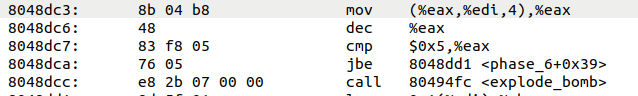 8048dc3: 8b 04 b8 mov (%eax,%edi,4),%eax
8048dc6: 48 dec %eax
8048dc7: 83 f8 05 cmp $0x5,%eax
8048dca: 76 05 jbe 8048dd1 <phase_6+0x39>
8048dcc: e8 2b 07 00 00 call 80494fc <explode_bomb>